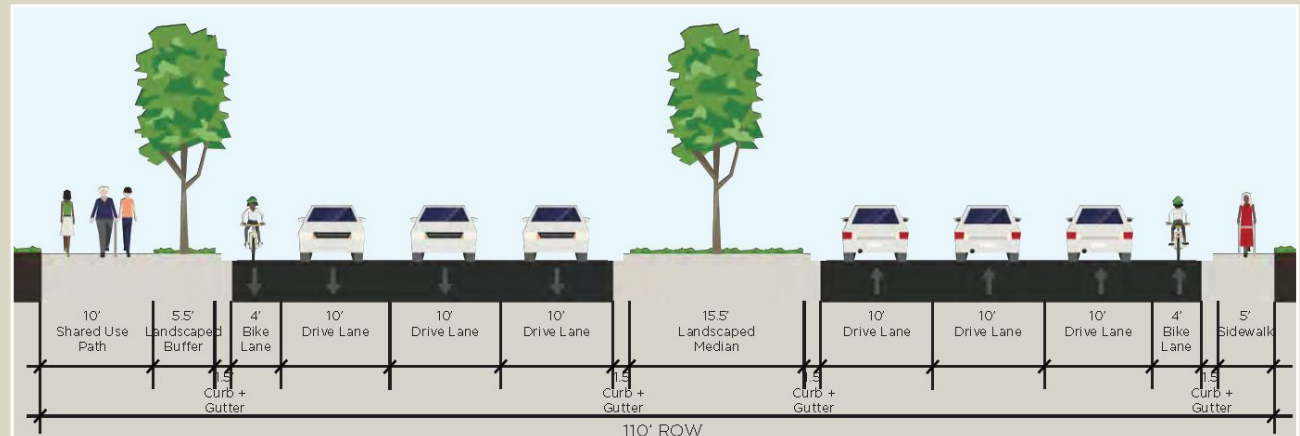 10'
Shared Use
Path
5.5'
Landscaped
Buffer
4'
Bike
Lane
10'
Drive Lane
10'
Drive Lane
10'
Drive Lane
15.5'
Landscaped
Median
10'
Drive Lane
10'
Drive Lane
10'
Drive Lane
4'
Bike
Lane
5'
Sidewalk
1.5'
Curb +
Gutter
1.5'
Curb +
Gutter
1.5'
Curb +
Gutter
1.5'
Curb +
Gutter
110' ROW